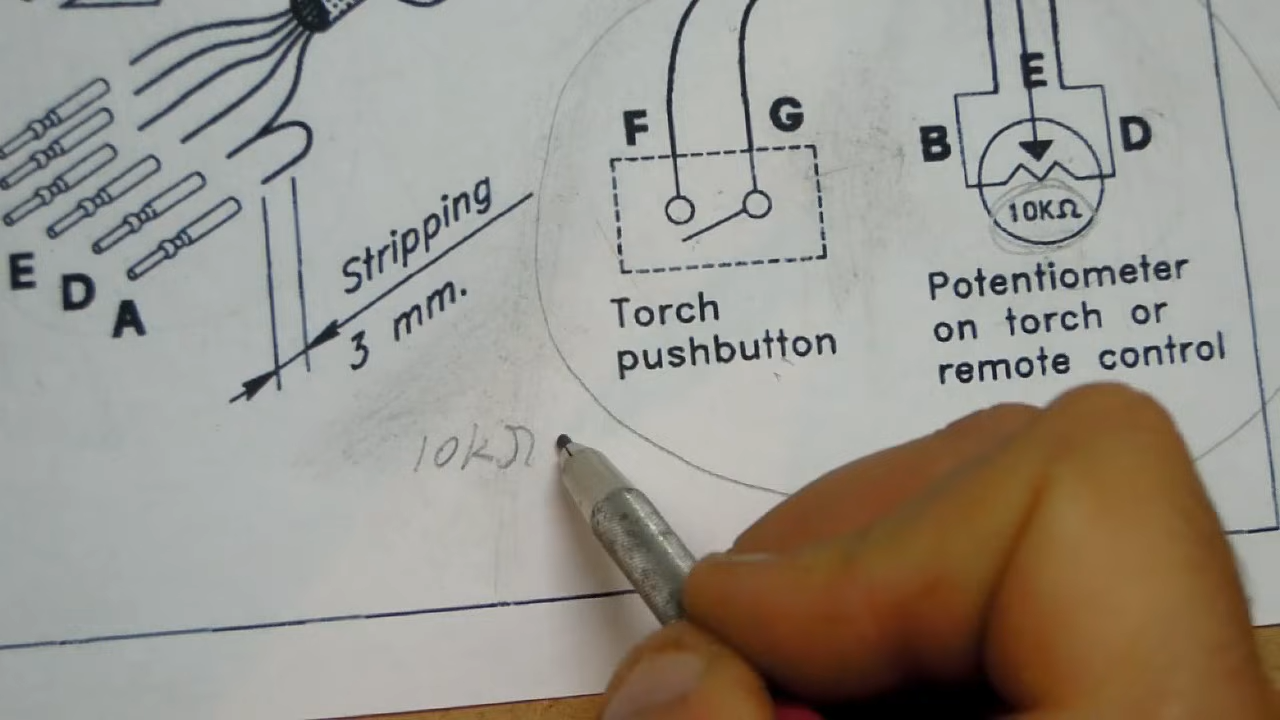 E
D
A
Stripping
3 mm.
F
G
Torch
pushbutton
B
E
D
10KΩ
Potentiometer
on torch or
remote control
10kΩ